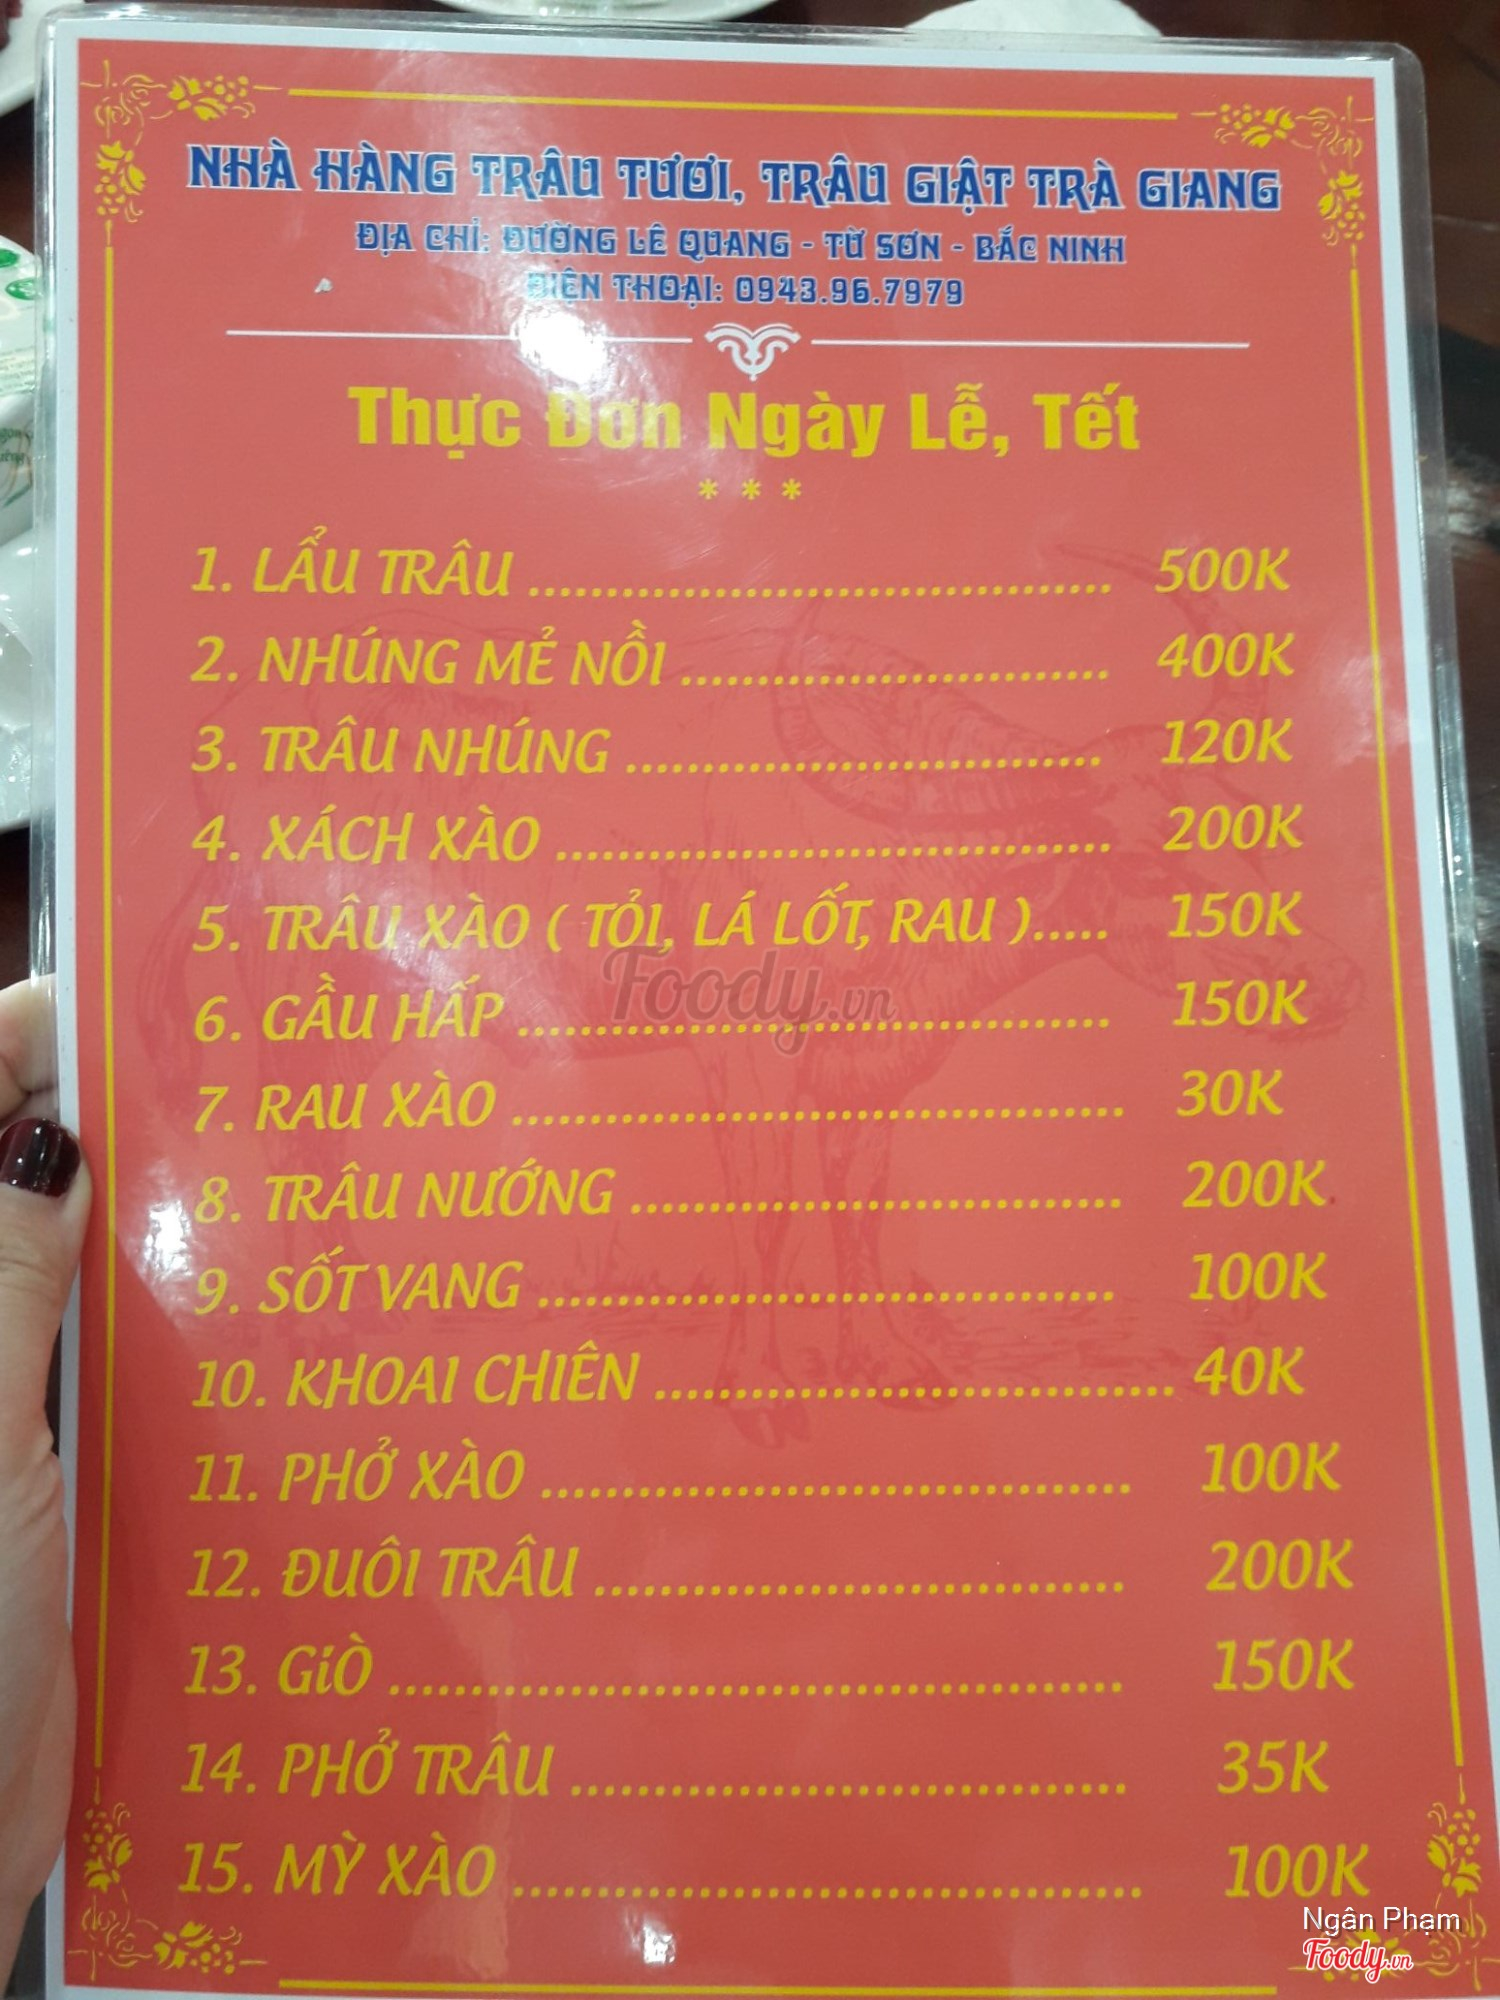 NHÀ HÀNG TRÂU TƯƠI, TRÂU GIẬT TRÀ GIANG
ĐỊA CHỈ: ĐƯỜNG LÊ QUANG - TỪ SƠN - BẮC NINH
ĐIỆN THOẠI: 0943.96.7979
Thực Đơn Ngày Lễ, Tết
* * *
1. LẨU TRÂU ........................................ 500K
2. NHÚNG MẺ NỒI ............................. 400K
3. TRÂU NHÚNG ................................ 120K
4. XÁCH XÀO ...................................... 200K
5. TRÂU XÀO ( TỎI, LÁ LỐT, RAU )..... 150K
6. GẦU HẤP ........................................ 150K
Foody.vn
7. RAU XÀO ........................................ 30K
8. TRÂU NƯỚNG ................................ 200K
9. SỐT VANG ...................................... 100K
10. KHOAI CHIÊN .................................. 40K
11. PHỞ XÀO ...................................... 100K
12. ĐUÔI TRÂU .................................. 200K
13. GiÒ .............................................. 150K
14. PHỞ TRÂU .................................... 35K
15. MỲ XÀO ........................................ 100K
Ngân Phạm
Foody.vn